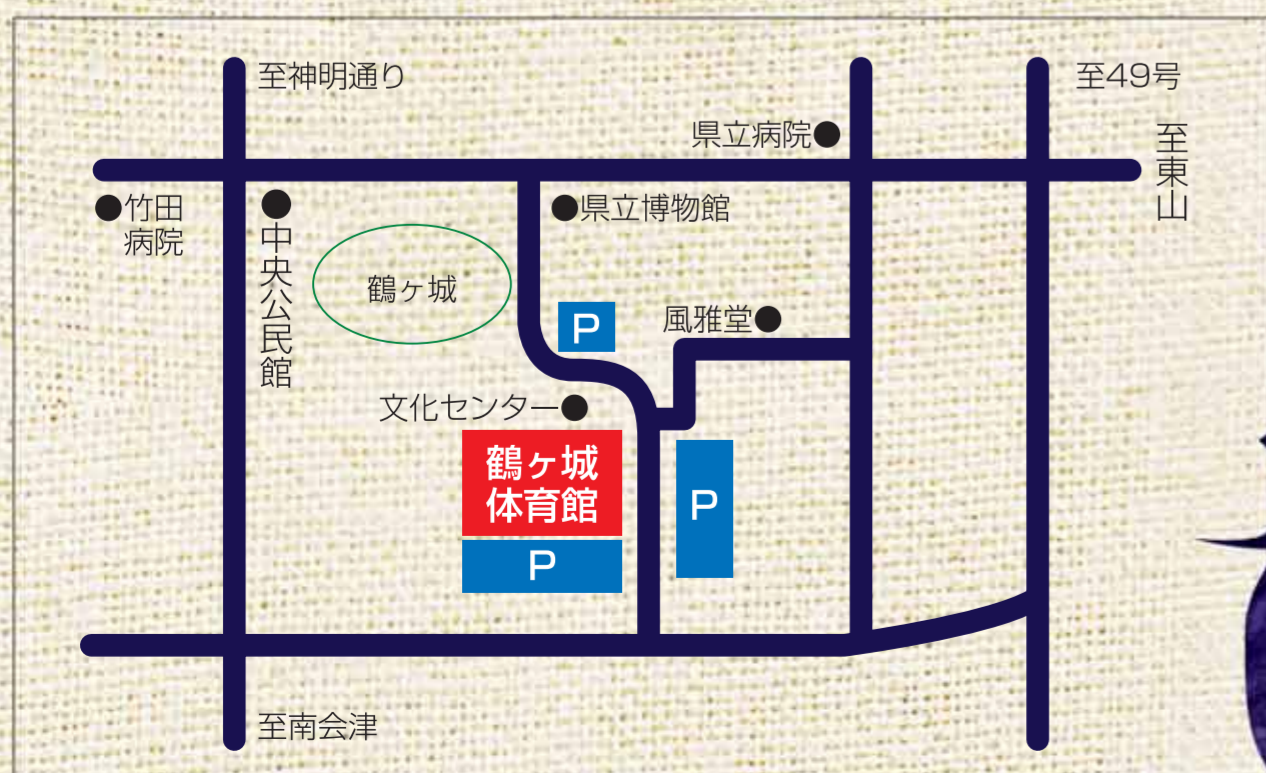 至神明通り
至49号
県立病院
至東山
竹田
病院
中央公民館
県立博物館
鶴ヶ城
P
風雅堂
文化センター
鶴ヶ城
体育館
P
P
至南会津